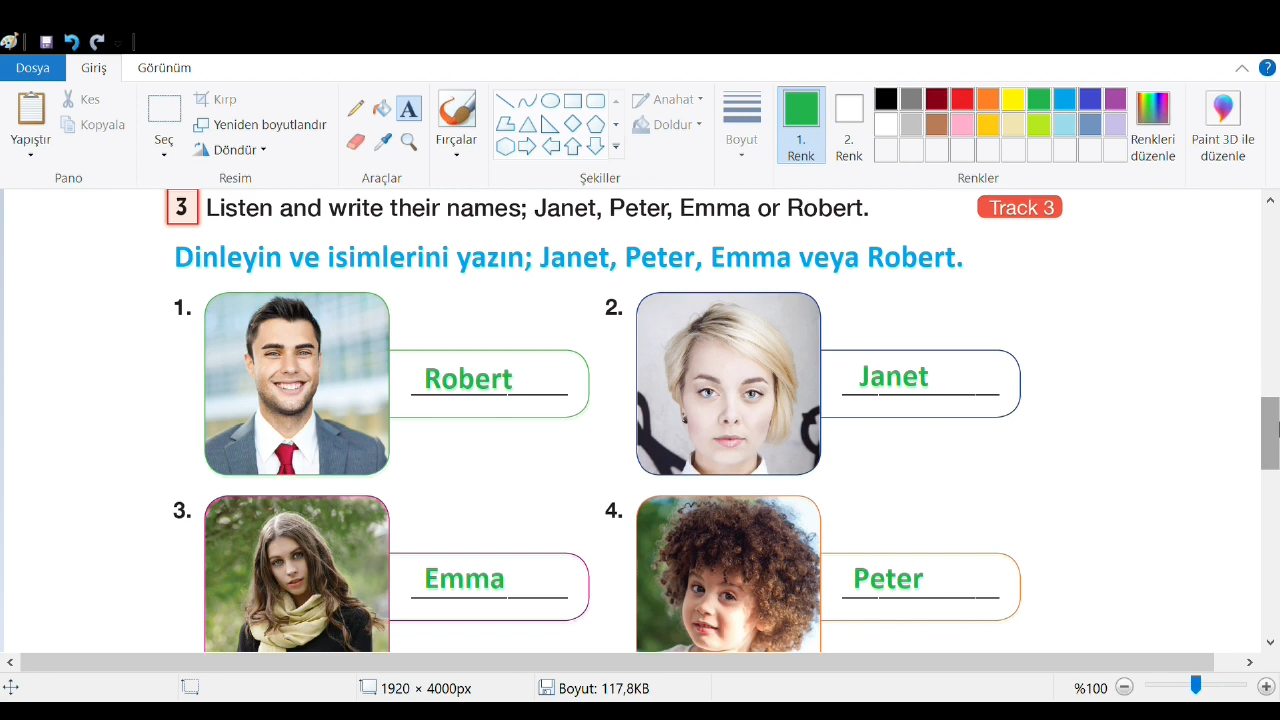 Dosya Giriş Görünüm
Yapıştır
Kes
Kopyala
Pano
Seç
Kırp
Yeniden boyutlandır
Döndür
Resim
A
Araçlar
Fırçalar
Şekiller
Anahat
Doldur
Boyut
1. Renk
2. Renk
Renkler
Renkleri düzenle
Paint 3D ile düzenle
3 Listen and write their names; Janet, Peter, Emma or Robert. Track 3
Dinleyin ve isimlerini yazın; Janet, Peter, Emma veya Robert.
1. Robert
2. Janet
3. Emma
4. Peter
1920 × 4000px
Boyut: 117,8KB
%100